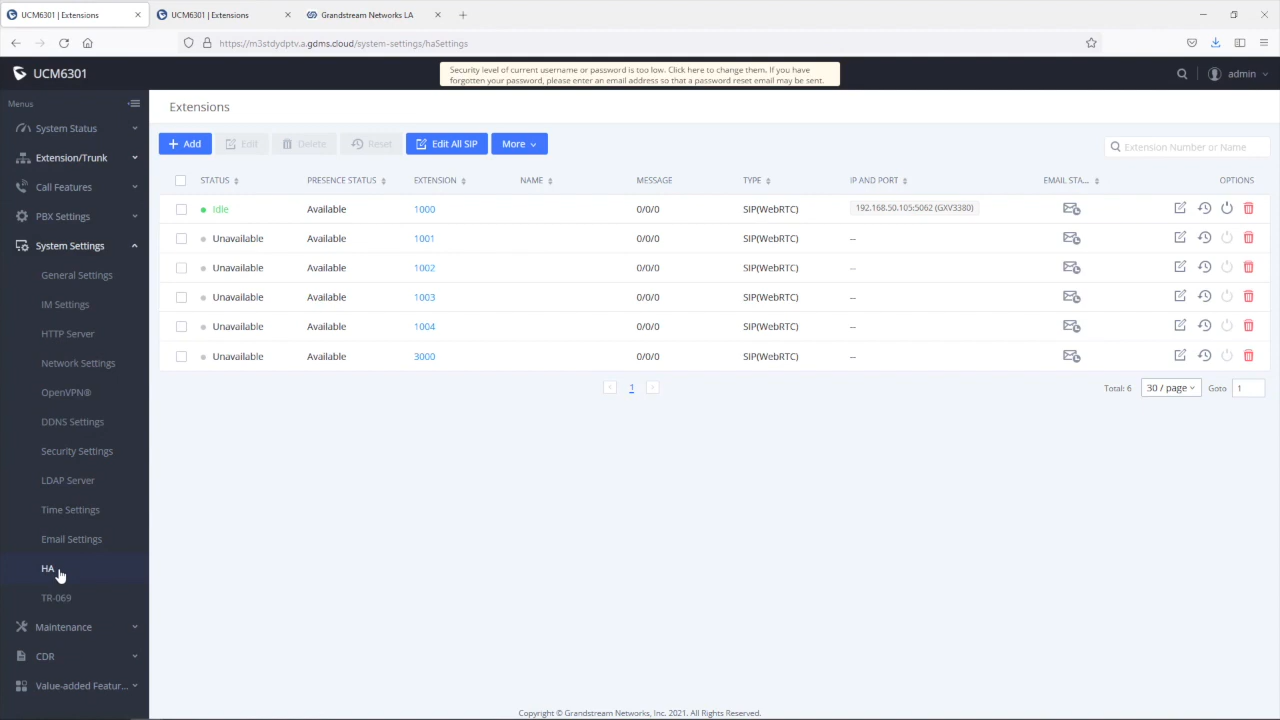 UCM6301 | Extensions
UCM6301 | Extensions
Grandstream Networks LA
https://m3stdydptv.a.gdms.cloud/system-settings/haSettings
UCM6301
Security level of current username or password is too low. Click here to change them. If you have
forgotten your password, please enter an email address so that a password reset email may be sent.
admin
Menus
System Status
Extension/Trunk
Call Features
PBX Settings
System Settings
General Settings
IM Settings
HTTP Server
Network Settings
OpenVPN®
DDNS Settings
Security Settings
LDAP Server
Time Settings
Email Settings
HA
TR-069
Maintenance
CDR
Value-added Featur...
Extensions
Add Edit Delete Reset Edit All SIP More
Extension Number or Name
STATUS PRESENCE STATUS EXTENSION NAME MESSAGE TYPE IP AND PORT EMAIL STA... OPTIONS
Idle Available 1000 0/0/0 SIP(WebRTC) 192.168.50.105:5062 (GXV3380)
Unavailable Available 1001 0/0/0 SIP(WebRTC) --
Unavailable Available 1002 0/0/0 SIP(WebRTC) --
Unavailable Available 1003 0/0/0 SIP(WebRTC) --
Unavailable Available 1004 0/0/0 SIP(WebRTC) --
Unavailable Available 3000 0/0/0 SIP(WebRTC) --
< 1 > Total: 6 30 / page Goto 1
Copyright © Grandstream Networks, Inc. 2021. All Rights Reserved.